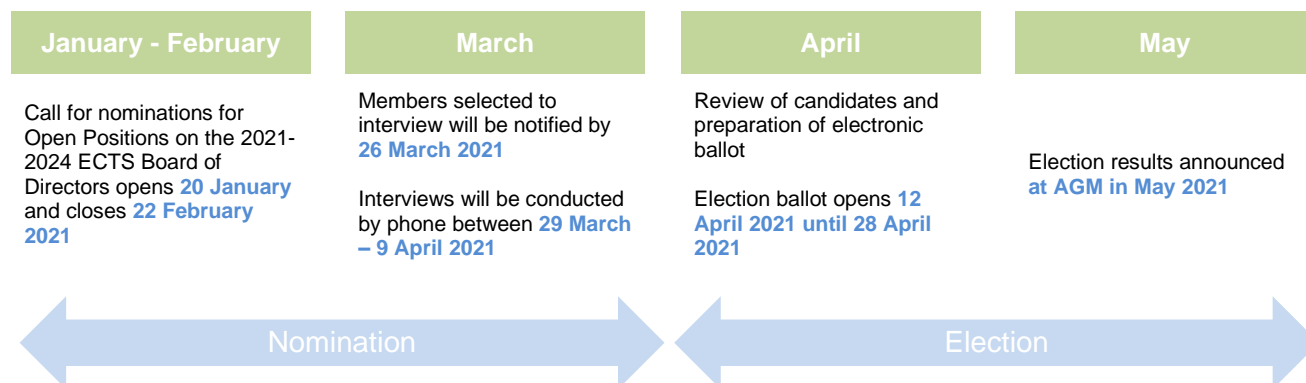 January - February
Call for nominations for
Open Positions on the 2021-
2024 ECTS Board of
Directors opens 20 January
and closes 22 February
2021
March
Members selected to
interview will be notified by
26 March 2021
Interviews will be conducted
by phone between 29 March
– 9 April 2021
April
Review of candidates and
preparation of electronic
ballot
Election ballot opens 12
April 2021 until 28 April
2021
May
Election results announced
at AGM in May 2021
Nomination
Election